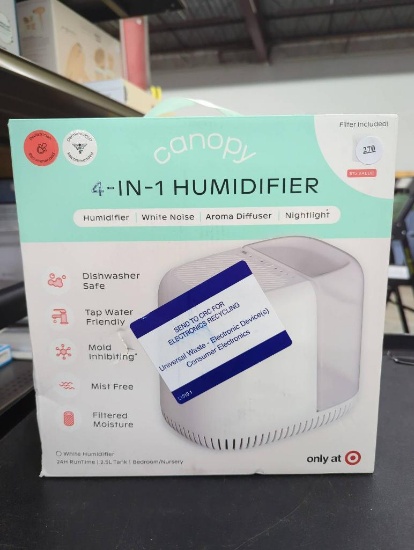 Filter Included!
canopy
270
4-IN-1 HUMIDIFIER
Humidifier | White Noise | Aroma Diffuser | Nightlight
Dishwasher
Safe
Tap Water
Friendly
Mold
Inhibiting*
Mist Free
Filtered
Moisture
SEND TO CRC FOR
ELECTRONICS RECYCLING
Universal Waste - Electronic Device(s)
Consumer Electronics
White Humidifier
24H Runtime | 2.5L Tank | Bedroom/Nursery
only at